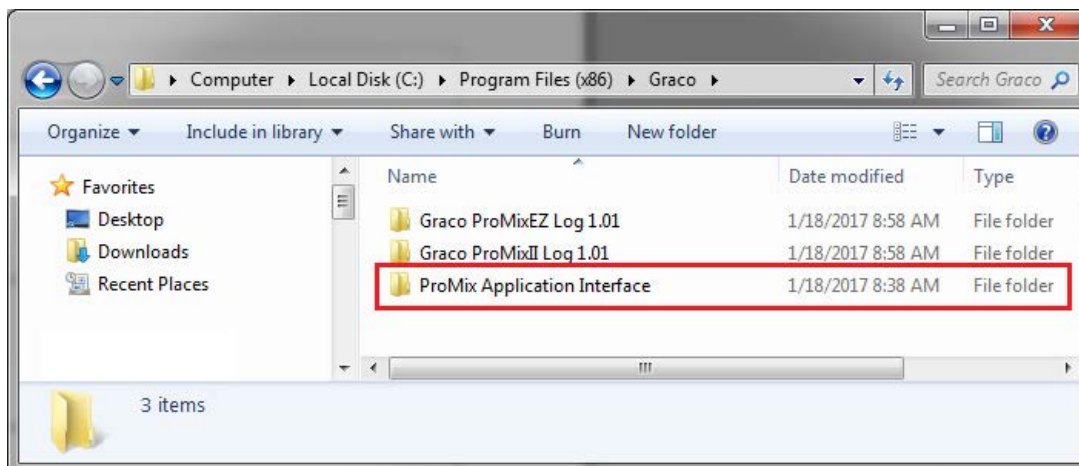 Computer Local Disk (C:) Program Files (x86) Graco Search Graco
Organize Include in library Share with Burn New folder
Favorites
Desktop
Downloads
Recent Places
Name Date modified Type
Graco ProMixEZ Log 1.01 1/18/2017 8:58 AM File folder
Graco ProMixII Log 1.01 1/18/2017 8:58 AM File folder
ProMix Application Interface 1/18/2017 8:38 AM File folder
3 items